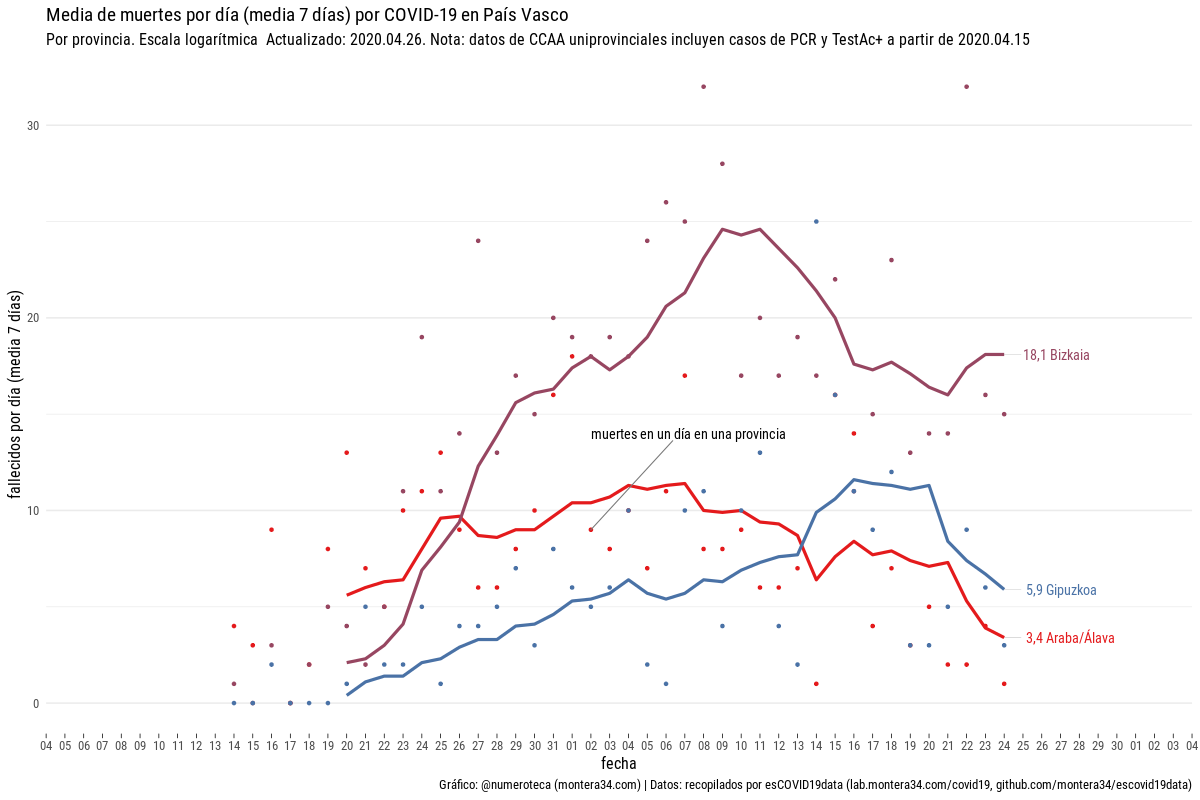 Media de muertes por día (media 7 días) por COVID-19 en País Vasco
Por provincia. Escala logarítmica  Actualizado: 2020.04.26. Nota: datos de CCAA uniprovinciales incluyen casos de PCR y TestAc+ a partir de 2020.04.15
fallecidos por día (media 7 días)
30
20
10
0
muertes en un día en una provincia
18,1 Bizkaia
5,9 Gipuzkoa
3,4 Araba/Álava
04 05 06 07 08 09 10 11 12 13 14 15 16 17 18 19 20 21 22 23 24 25 26 27 28 29 30 31 01 02 03 04 05 06 07 08 09 10 11 12 13 14 15 16 17 18 19 20 21 22 23 24 25 26 27 28 29 30 01 02 03 04
fecha
Gráfico: @numeroteca (montera34.com) | Datos: recopilados por esCOVID19data (lab.montera34.com/covid19, github.com/montera34/escovid19data)